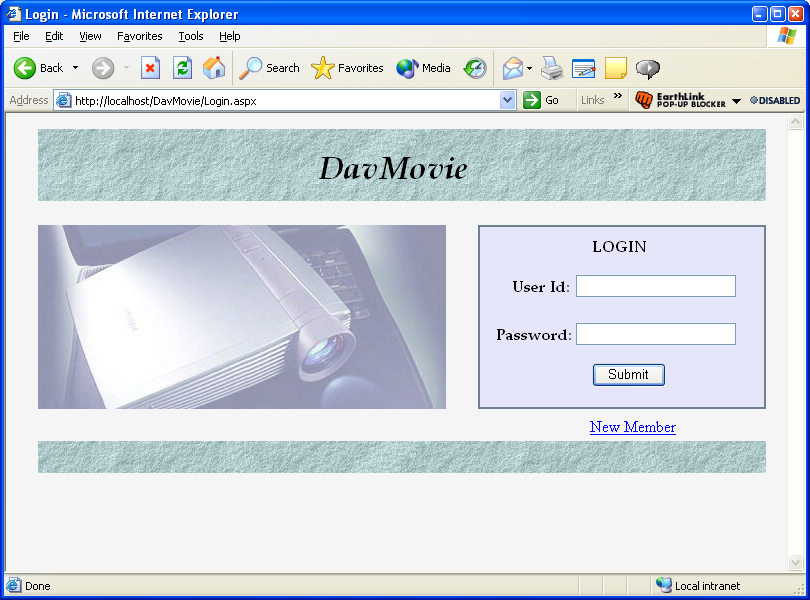 Login - Microsoft Internet Explorer
File Edit View Favorites Tools Help
Back Search Favorites Media
Address http://localhost/DavMovie/Login.aspx Go Links » EarthLink POP-UP BLOCKER DISABLED
DavMovie
LOGIN
User Id:
Password:
Submit
New Member
Done Local intranet